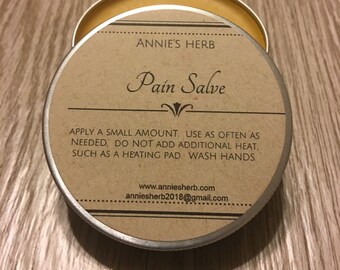 ANNIE'S HERB
Pain Salve
APPLY A SMALL AMOUNT. USE AS OFTEN AS
NEEDED. DO NOT ADD ADDITIONAL HEAT,
SUCH AS A HEATING PAD. WASH HANDS.
www.anniesherb.com
anniesherb2018@gmail.com